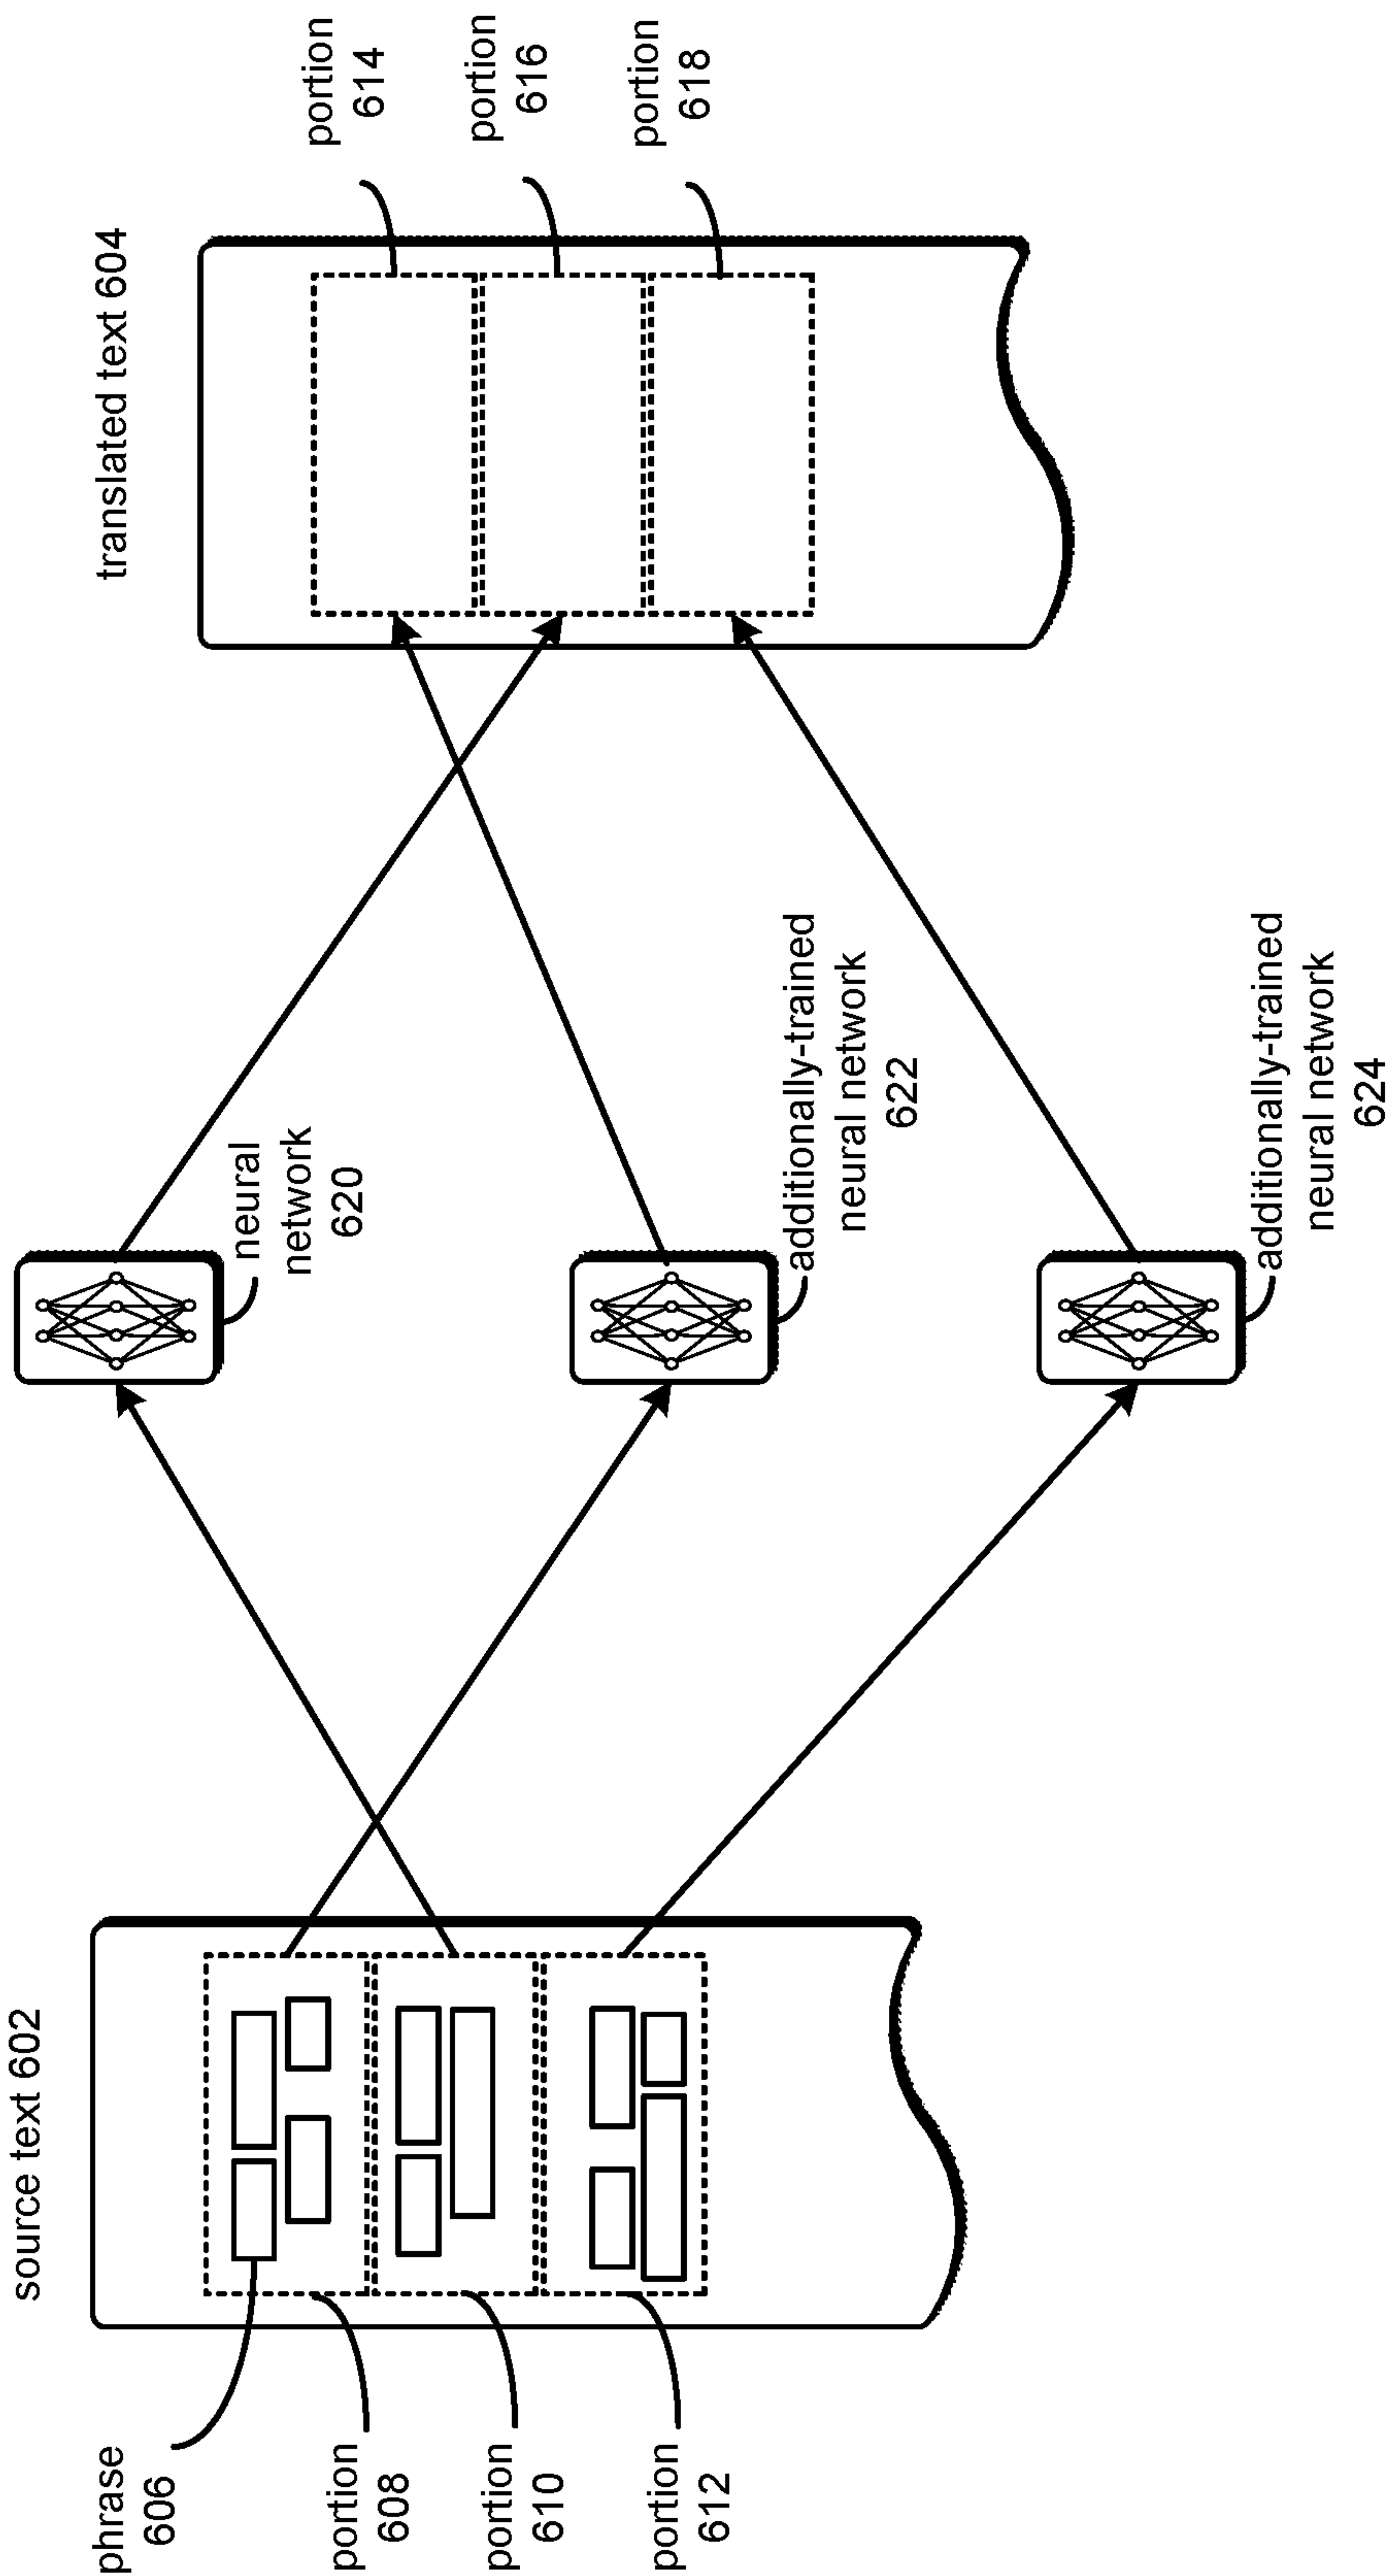 source text 602
phrase
606
portion
608
portion
610
portion
612
neural
network
620
additionally-trained
neural network
622
additionally-trained
neural network
624
translated text 604
portion
614
portion
616
portion
618